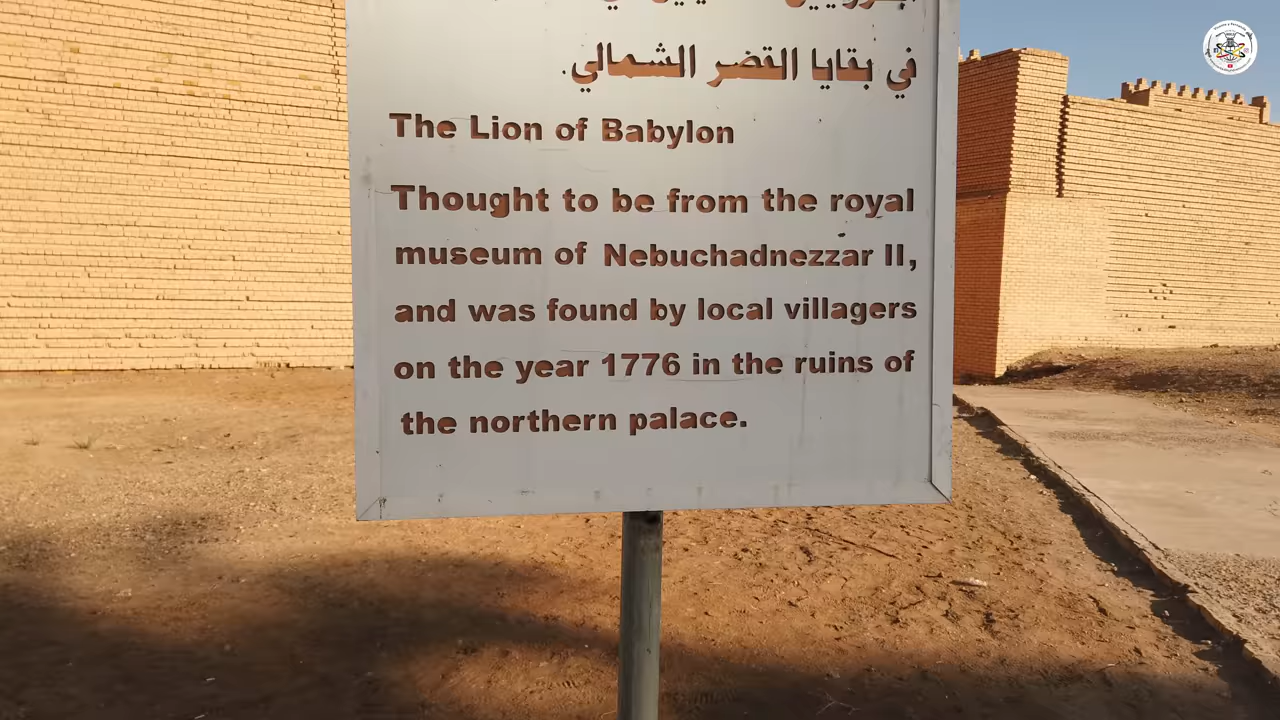 في بقايا القصر الشمالي.
The Lion of Babylon
Thought to be from the royal
museum of Nebuchadnezzar II,
and was found by local villagers
on the year 1776 in the ruins of
the northern palace.